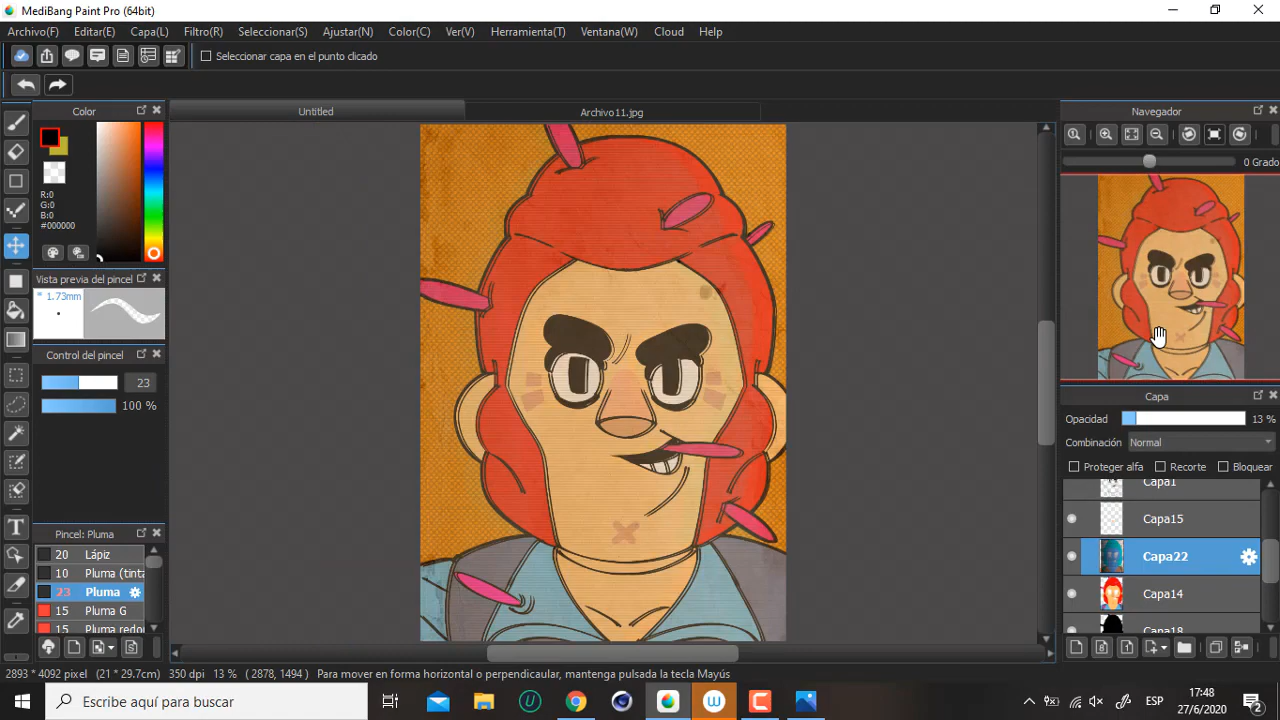 MediBang Paint Pro (64bit)
Archivo(F) Editar(E) Capa(L) Filtro(R) Seleccionar(S) Ajustar(N) Color(C) Ver(V) Herramienta(T) Ventana(W) Cloud Help
Seleccionar capa en el punto clicado
Color
Untitled
Archivo11.jpg
Navegador
R:0
G:0
B:0
#000000
0 Grado
Vista previa del pincel
* 1.73mm
Control del pincel
23
100 %
Pincel: Pluma
20 Lápiz
10 Pluma (tinta
23 Pluma
15 Pluma G
15 Pluma redon
Capa
Opacidad 13 %
Combinación Normal
Proteger alfa Recorte Bloquear
Capa1
Capa15
Capa22
Capa14
Capa18
2893 * 4092 pixel (21 * 29.7cm) 350 dpi 13 % ( 2878, 1494 ) Para mover en forma horizontal o perpendicular, mantenga pulsada la tecla Mayús
Escribe aquí para buscar
ESP
17:48
27/6/2020
2